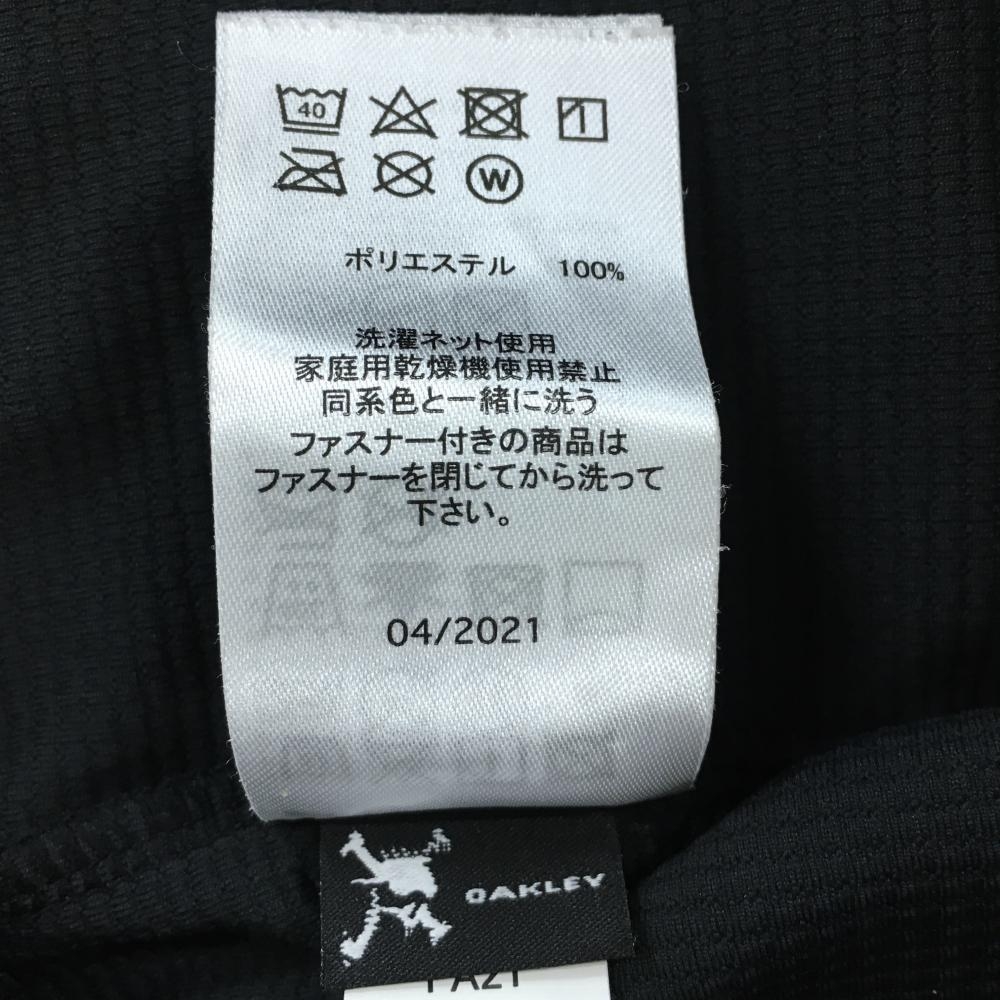 40
W
ポリエステル 100%
洗濯ネット使用
家庭用乾燥機使用禁止
同系色と一緒に洗う
ファスナー付きの商品は
ファスナーを閉じてから洗って
下さい。
04/2021
OAKLEY